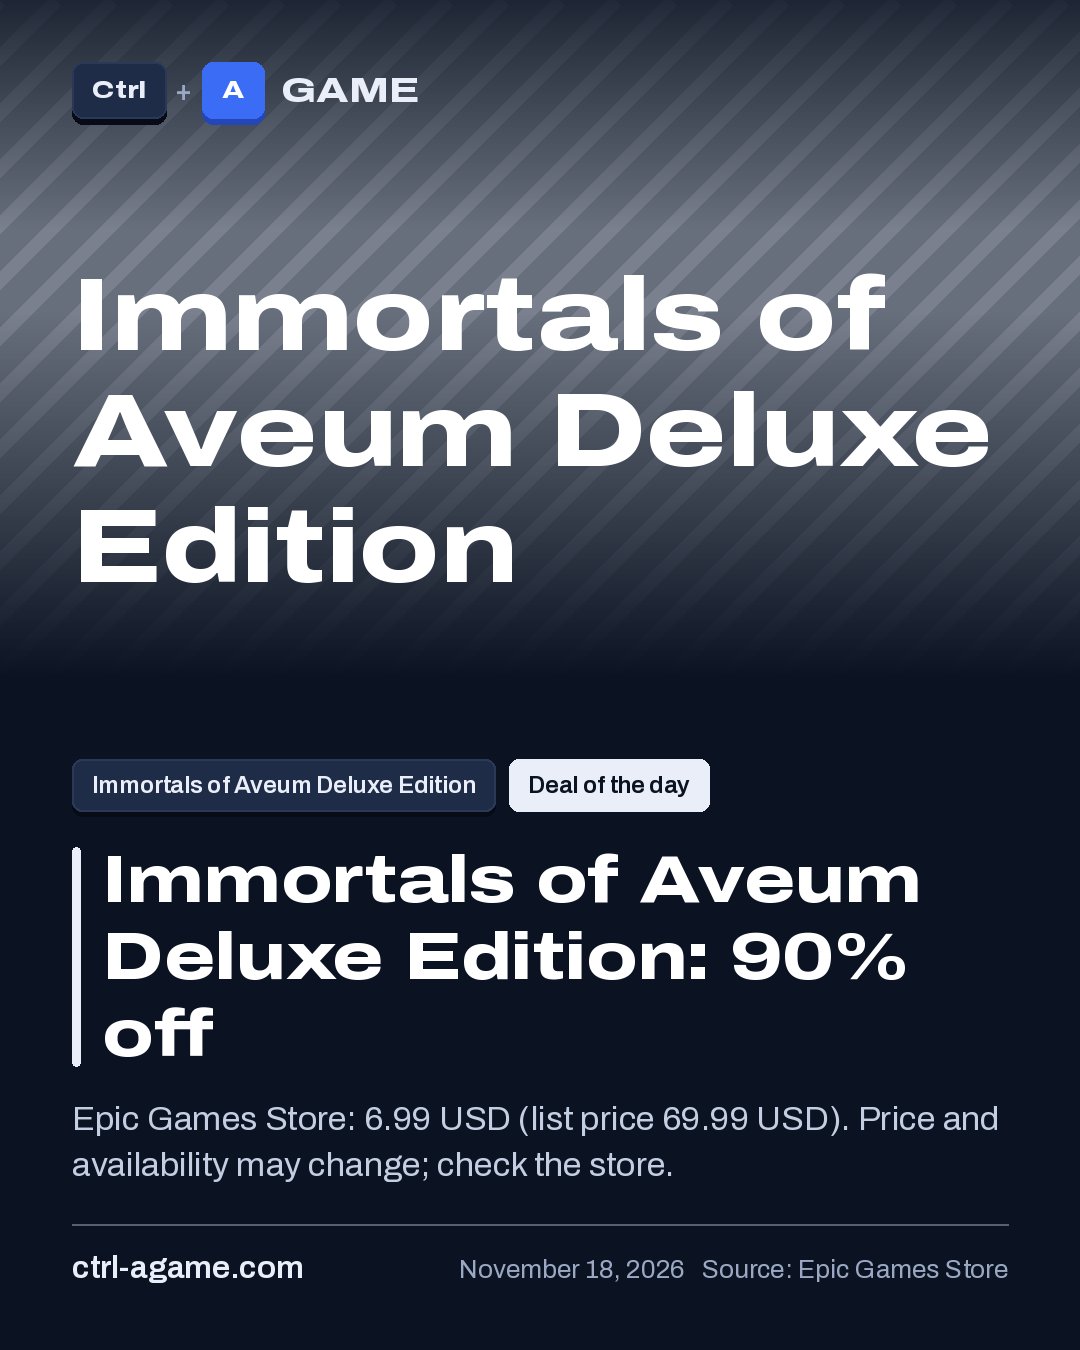 Ctrl + A GAME
Immortals of
Aveum Deluxe
Edition
Immortals of Aveum Deluxe Edition Deal of the day
Immortals of Aveum
Deluxe Edition: 90%
off
Epic Games Store: 6.99 USD (list price 69.99 USD). Price and
availability may change; check the store.
ctrl-agame.com November 18, 2026 Source: Epic Games Store